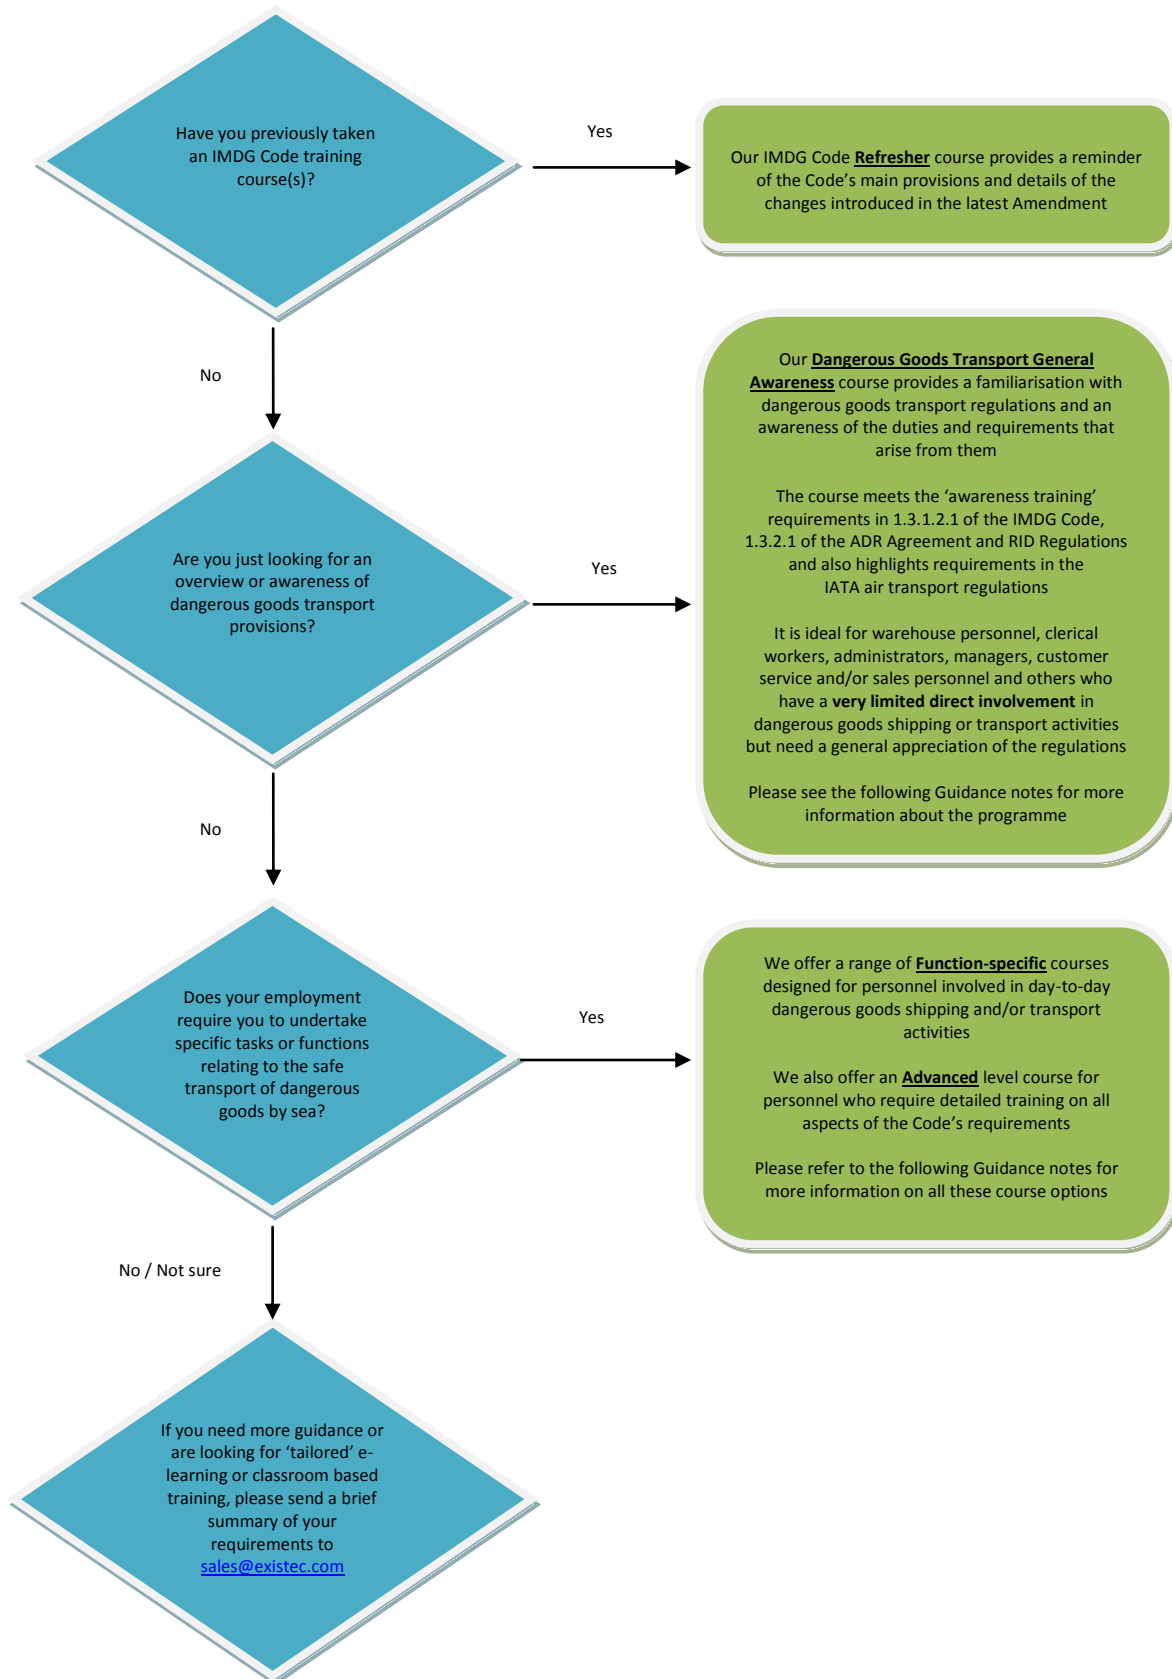 Have you previously taken
an IMDG Code training
course(s)?
Yes
Our IMDG Code Refresher course provides a reminder
of the Code’s main provisions and details of the
changes introduced in the latest Amendment
No
Are you just looking for an
overview or awareness of
dangerous goods transport
provisions?
Yes
Our Dangerous Goods Transport General
Awareness course provides a familiarisation with
dangerous goods transport regulations and an
awareness of the duties and requirements that
arise from them
The course meets the ‘awareness training’
requirements in 1.3.1.2.1 of the IMDG Code,
1.3.2.1 of the ADR Agreement and RID Regulations
and also highlights requirements in the
IATA air transport regulations
It is ideal for warehouse personnel, clerical
workers, administrators, managers, customer
service and/or sales personnel and others who
have a very limited direct involvement in
dangerous goods shipping or transport activities
but need a general appreciation of the regulations
Please see the following Guidance notes for more
information about the programme
No
Does your employment
require you to undertake
specific tasks or functions
relating to the safe
transport of dangerous
goods by sea?
Yes
We offer a range of Function-specific courses
designed for personnel involved in day-to-day
dangerous goods shipping and/or transport
activities
We also offer an Advanced level course for
personnel who require detailed training on all
aspects of the Code’s requirements
Please refer to the following Guidance notes for
more information on all these course options
No / Not sure
If you need more guidance or
are looking for ‘tailored’ e-
learning or classroom based
training, please send a brief
summary of your
requirements to
sales@existec.com